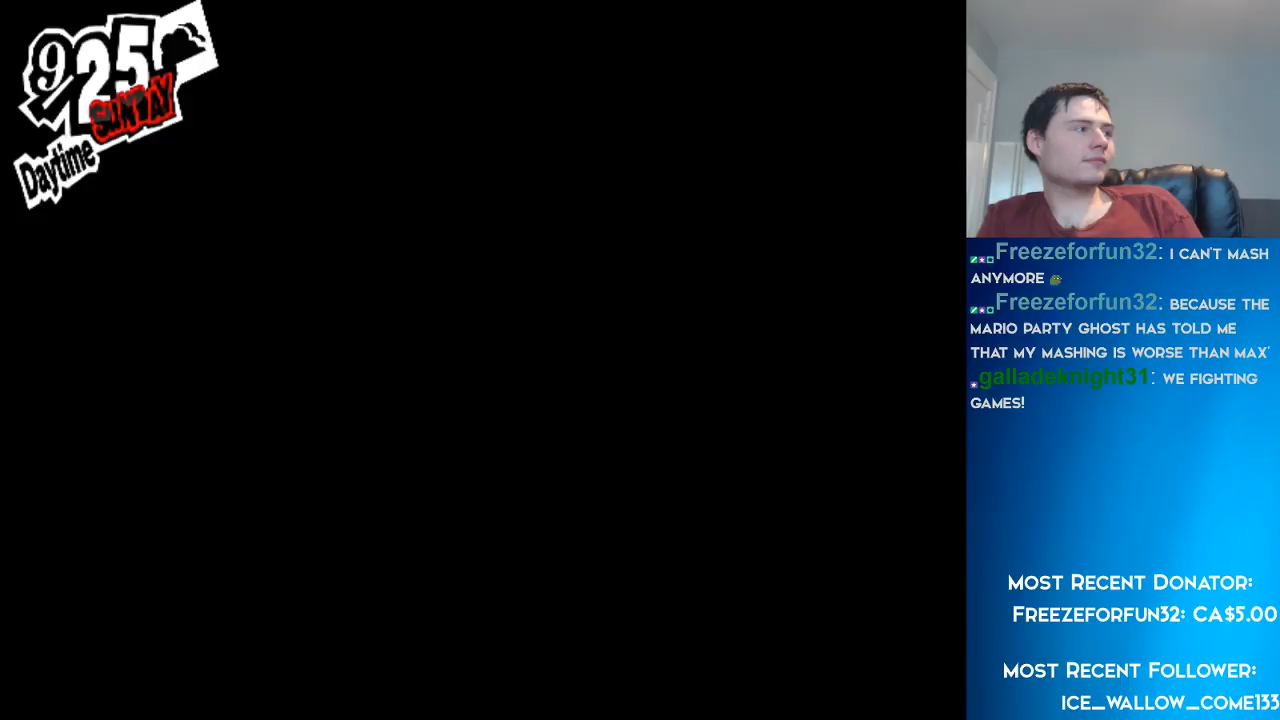 9/25
SUNDAY
Daytime
Freezeforfun32: I CAN'T MASH
ANYMORE
Freezeforfun32: BECAUSE THE
MARIO PARTY GHOST HAS TOLD ME
THAT MY MASHING IS WORSE THAN MAX'
galladeknight31: WE FIGHTING
GAMES!
MOST RECENT DONATOR:
FREEZEFORFUN32: CA$5.00
MOST RECENT FOLLOWER:
ICE_WALLOW_COME133